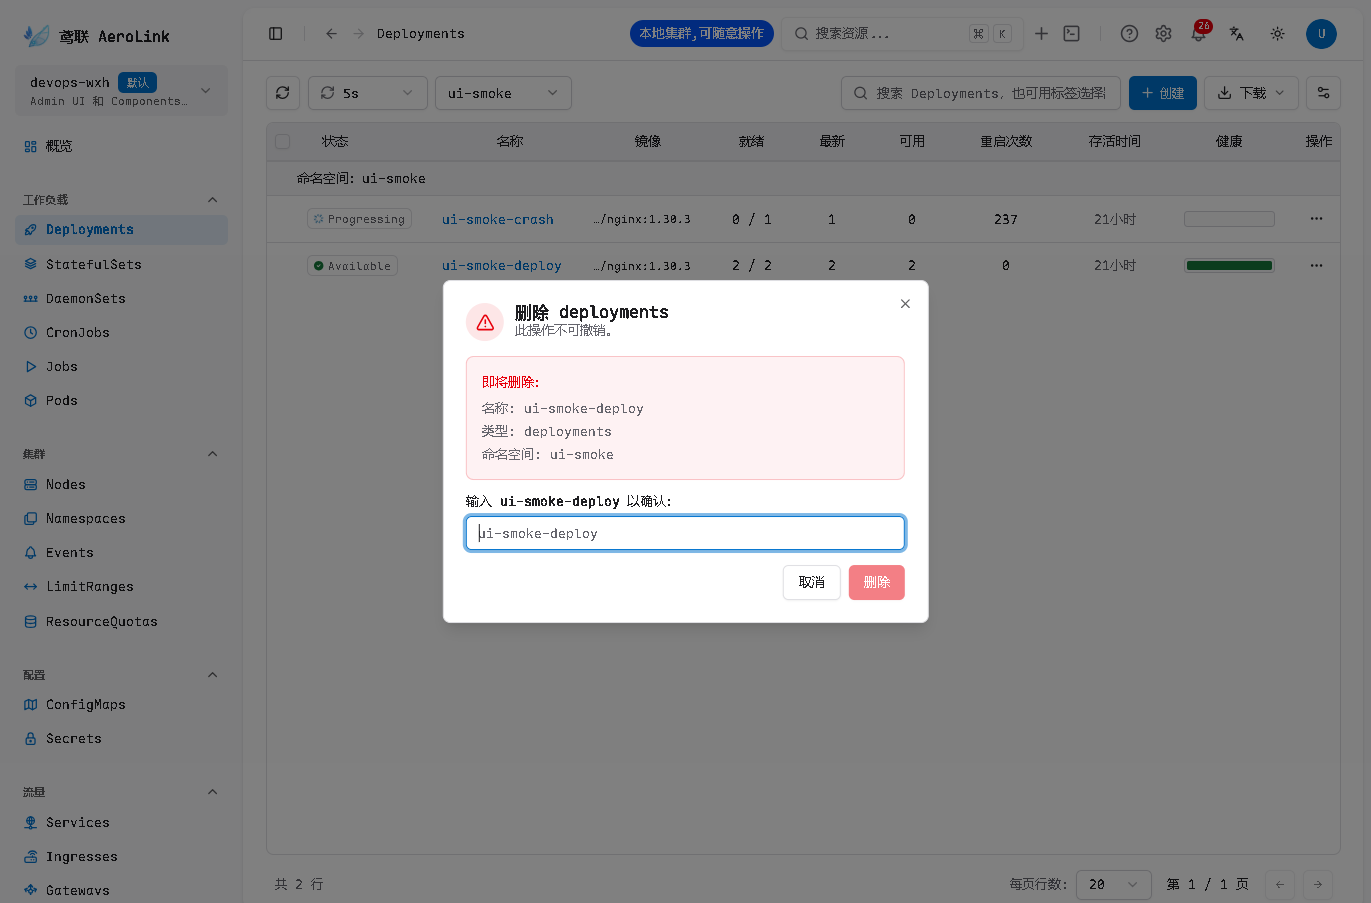 鸢联 AeroLink
devops-wxh 默认
Admin UI 和 Components…
概览
工作负载
Deployments
StatefulSets
DaemonSets
CronJobs
Jobs
Pods
集群
Nodes
Namespaces
Events
LimitRanges
ResourceQuotas
配置
ConfigMaps
Secrets
流量
Services
Ingresses
Gateways
Deployments
本地集群,可随意操作
搜索资源... ⌘ K
26
U
5s
ui-smoke
搜索 Deployments，也可用标签选择
创建
下载
状态 名称 镜像 就绪 最新 可用 重启次数 存活时间 健康 操作
命名空间: ui-smoke
Progressing ui-smoke-crash …/nginx:1.30.3 0 / 1 1 0 237 21小时
Available ui-smoke-deploy …/nginx:1.30.3 2 / 2 2 2 0 21小时
删除 deployments
此操作不可撤销。
即将删除:
名称: ui-smoke-deploy
类型: deployments
命名空间: ui-smoke
输入 ui-smoke-deploy 以确认:
ui-smoke-deploy
取消 删除
共 2 行
每页行数: 20 第 1 / 1 页